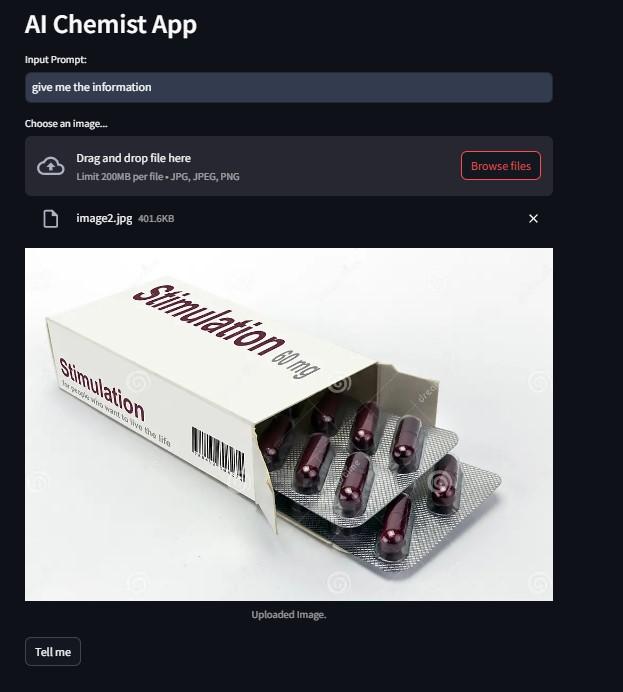 AI Chemist App
Input Prompt:
give me the information
Choose an image...
Drag and drop file here
Limit 200MB per file • JPG, JPEG, PNG
Browse files
image2.jpg 401.6KB
Stimulation 60 mg
Stimulation
for people who want to live the life
Uploaded Image.
Tell me